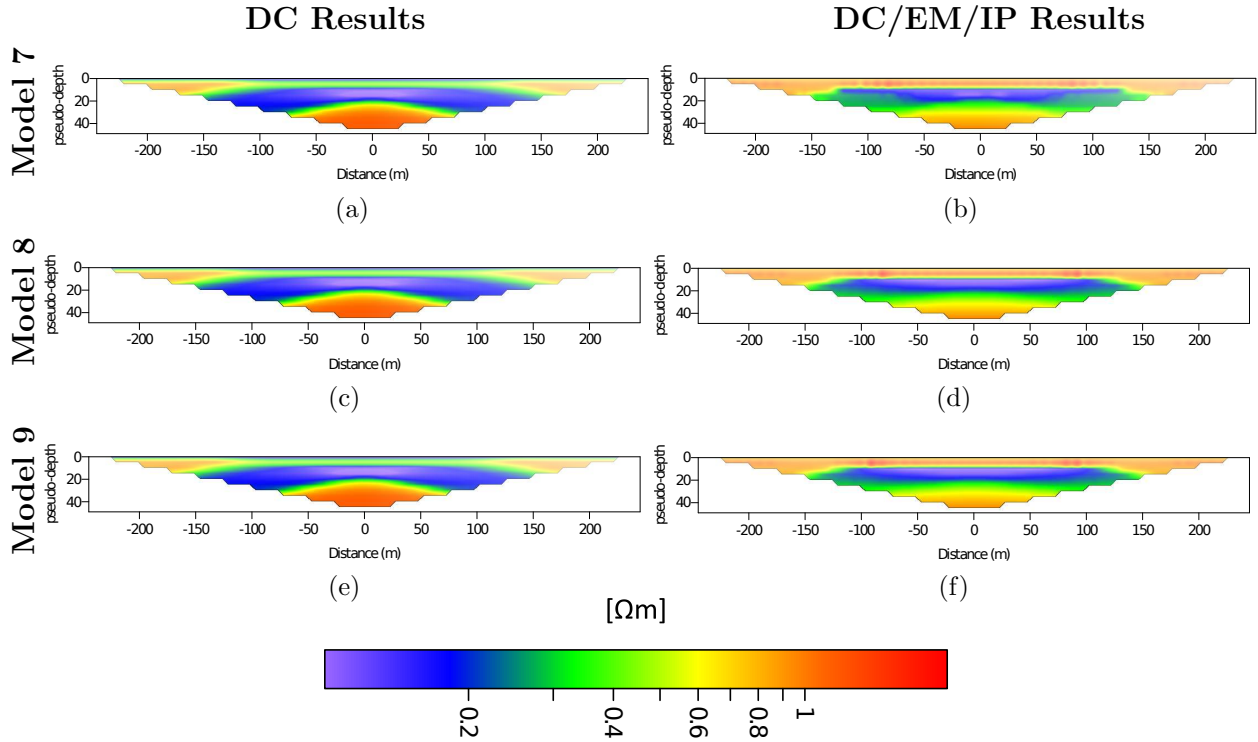 DC Results
DC/EM/IP Results
Model 7
pseudo-depth
0
20
40
-200 -150 -100 -50 0 50 100 150 200
Distance (m)
(a)
pseudo-depth
0
20
40
-200 -150 -100 -50 0 50 100 150 200
Distance (m)
(b)
Model 8
pseudo-depth
0
20
40
-200 -150 -100 -50 0 50 100 150 200
Distance (m)
(c)
pseudo-depth
0
20
40
-200 -150 -100 -50 0 50 100 150 200
Distance (m)
(d)
Model 9
pseudo-depth
0
20
40
-200 -150 -100 -50 0 50 100 150 200
Distance (m)
(e)
pseudo-depth
0
20
40
-200 -150 -100 -50 0 50 100 150 200
Distance (m)
(f)
[Ωm]
0.2 0.4 0.6 0.8 1